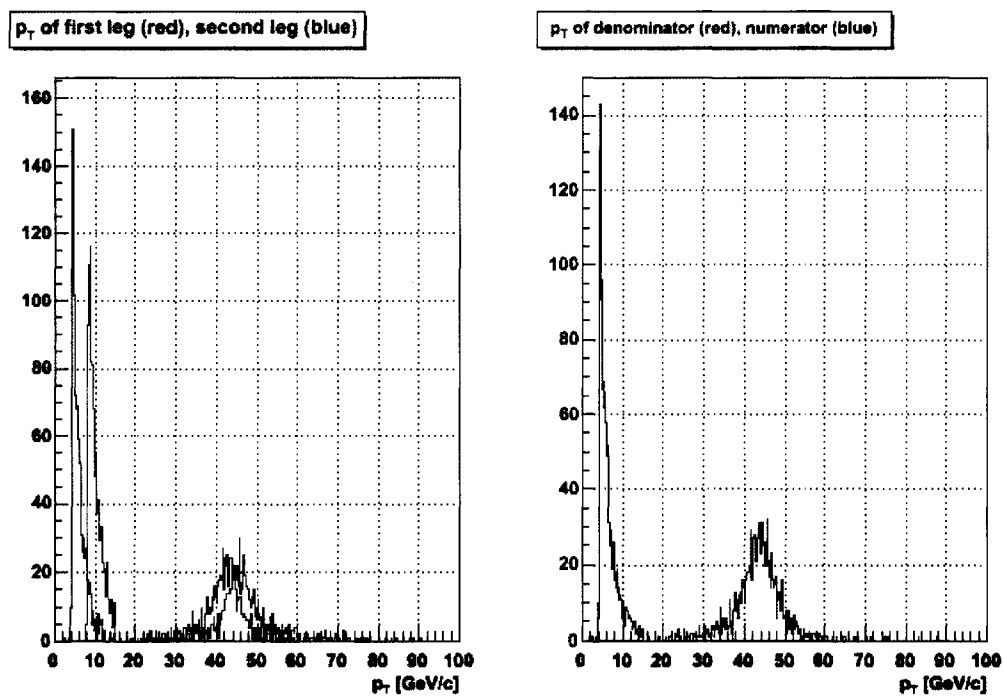 p_T of first leg (red), second leg (blue)
160
140
120
100
80
60
40
20
0
0 10 20 30 40 50 60 70 80 90 100
p_T [GeV/c]
p_T of denominator (red), numerator (blue)
140
120
100
80
60
40
20
0
0 10 20 30 40 50 60 70 80 90 100
p_T [GeV/c]